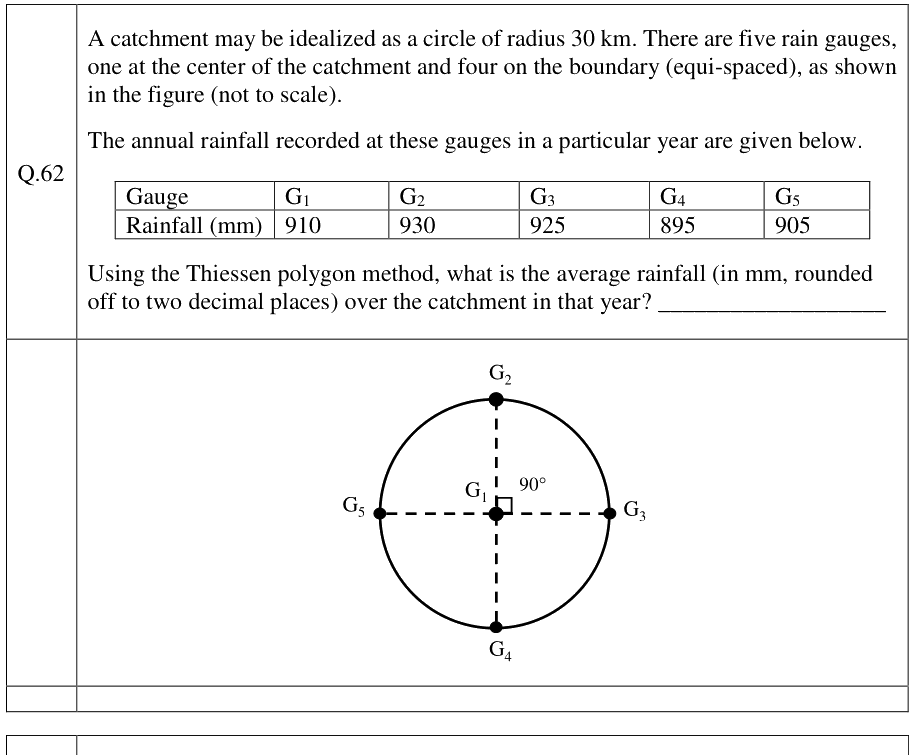 A catchment may be idealized as a circle of radius 30 km. There are five rain gauges,
one at the center of the catchment and four on the boundary (equi-spaced), as shown
in the figure (not to scale).
The annual rainfall recorded at these gauges in a particular year are given below.
Q.62
Gauge G₁ G₂ G₃ G₄ G₅
Rainfall (mm) 910 930 925 895 905
Using the Thiessen polygon method, what is the average rainfall (in mm, rounded
off to two decimal places) over the catchment in that year? ____________________
G₂
G₁ 90°
G₅ G₃
G₄